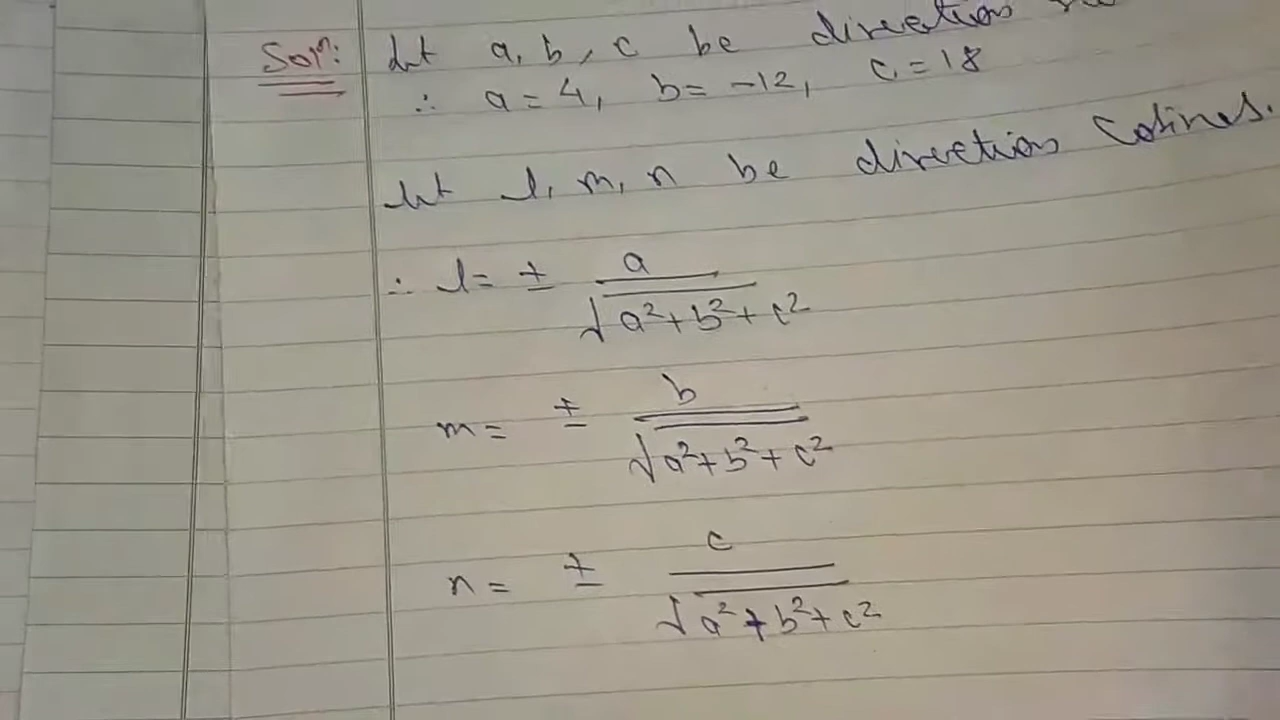 Soln: Let a, b, c be direction
∴ a = 4, b = -12, c = 18
Let l, m, n be direction Cosines.
∴ l = ± a / √(a²+b²+c²)
m = ± b / √(a²+b²+c²)
n = ± c / √(a²+b²+c²)